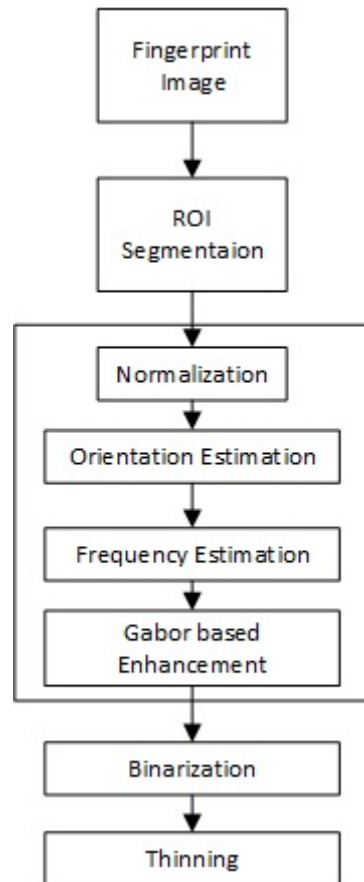 Fingerprint
Image
ROI
Segmentaion
Normalization
Orientation Estimation
Frequency Estimation
Gabor based
Enhancement
Binarization
Thinning